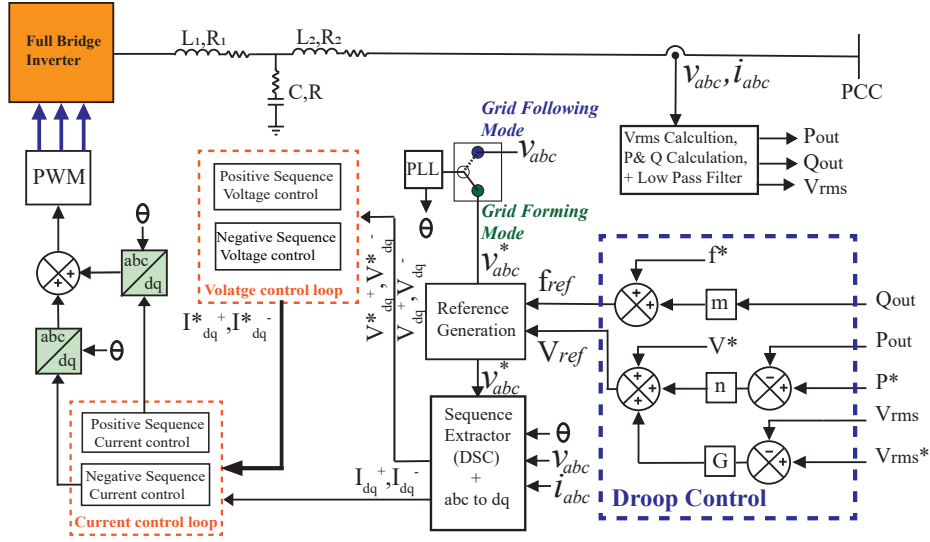 Full Bridge
Inverter
L₁,R₁
L₂,R₂
C,R
vabc, iabc
PCC
Grid Following
Mode
vabc
PLL
θ
Grid Forming
Mode
Vrms Calcultion,
P& Q Calculation,
+ Low Pass Filter
Pout
Qout
Vrms
PWM
Positive Sequence
Voltage control
Negative Sequence
Voltage control
Volatge control loop
θ
abc
dq
+
+
abc
dq
θ
I*dq⁺,I*dq⁻
V*dq⁺,V*dq⁻
Vdq⁺,Vdq⁻
v*abc
fref
Reference
Generation
Vref
v*abc
f*
+
+
m
Qout
V*
Pout
+
+
+
n
−
+
P*
Vrms
G
−
+
Vrms*
Droop Control
Sequence
Extractor
(DSC)
+
abc to dq
θ
vabc
iabc
Idq⁺,Idq⁻
Positive Sequence
Current control
Negative Sequence
Current control
Current control loop